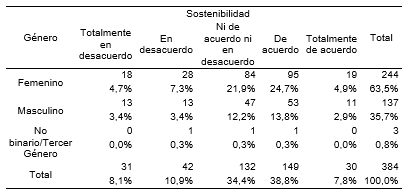 Sostenibilidad
Género Totalmente en desacuerdo En desacuerdo Ni de acuerdo ni en desacuerdo De acuerdo Totalmente de acuerdo Total
Femenino 18 28 84 95 19 244
4,7% 7,3% 21,9% 24,7% 4,9% 63,5%
Masculino 13 13 47 53 11 137
3,4% 3,4% 12,2% 13,8% 2,9% 35,7%
No binario/Tercer Género 0 1 1 1 0 3
0,0% 0,3% 0,3% 0,3% 0,0% 0,8%
Total 31 42 132 149 30 384
8,1% 10,9% 34,4% 38,8% 7,8% 100,0%